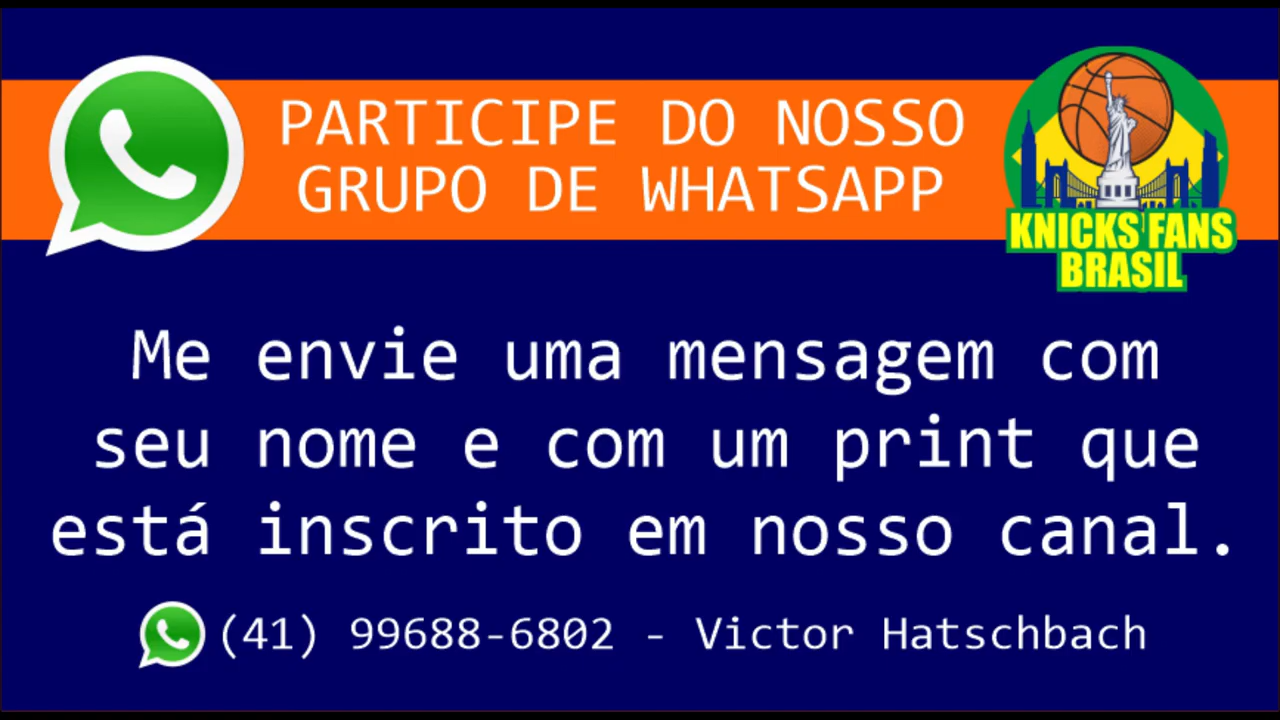 PARTICIPE DO NOSSO
GRUPO DE WHATSAPP
KNICKS FANS
BRASIL
Me envie uma mensagem com
seu nome e com um print que
está inscrito em nosso canal.
(41) 99688-6802 - Victor Hatschbach